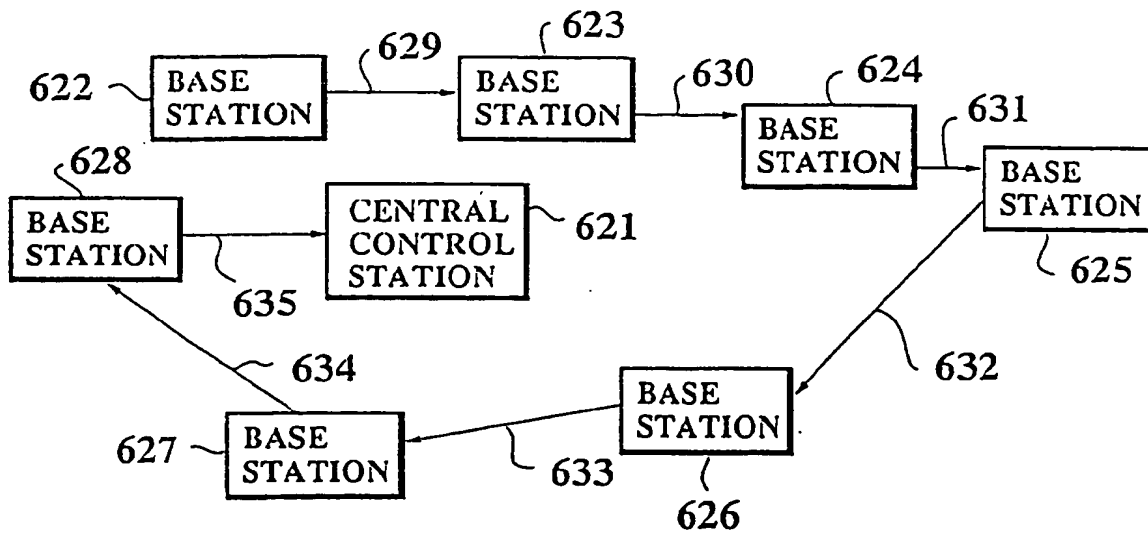 629
623
622
BASE
STATION
BASE
STATION
630
624
BASE
STATION
631
BASE
STATION
625
628
BASE
STATION
635
CENTRAL
CONTROL
STATION
621
632
634
BASE
STATION
626
633
627
BASE
STATION